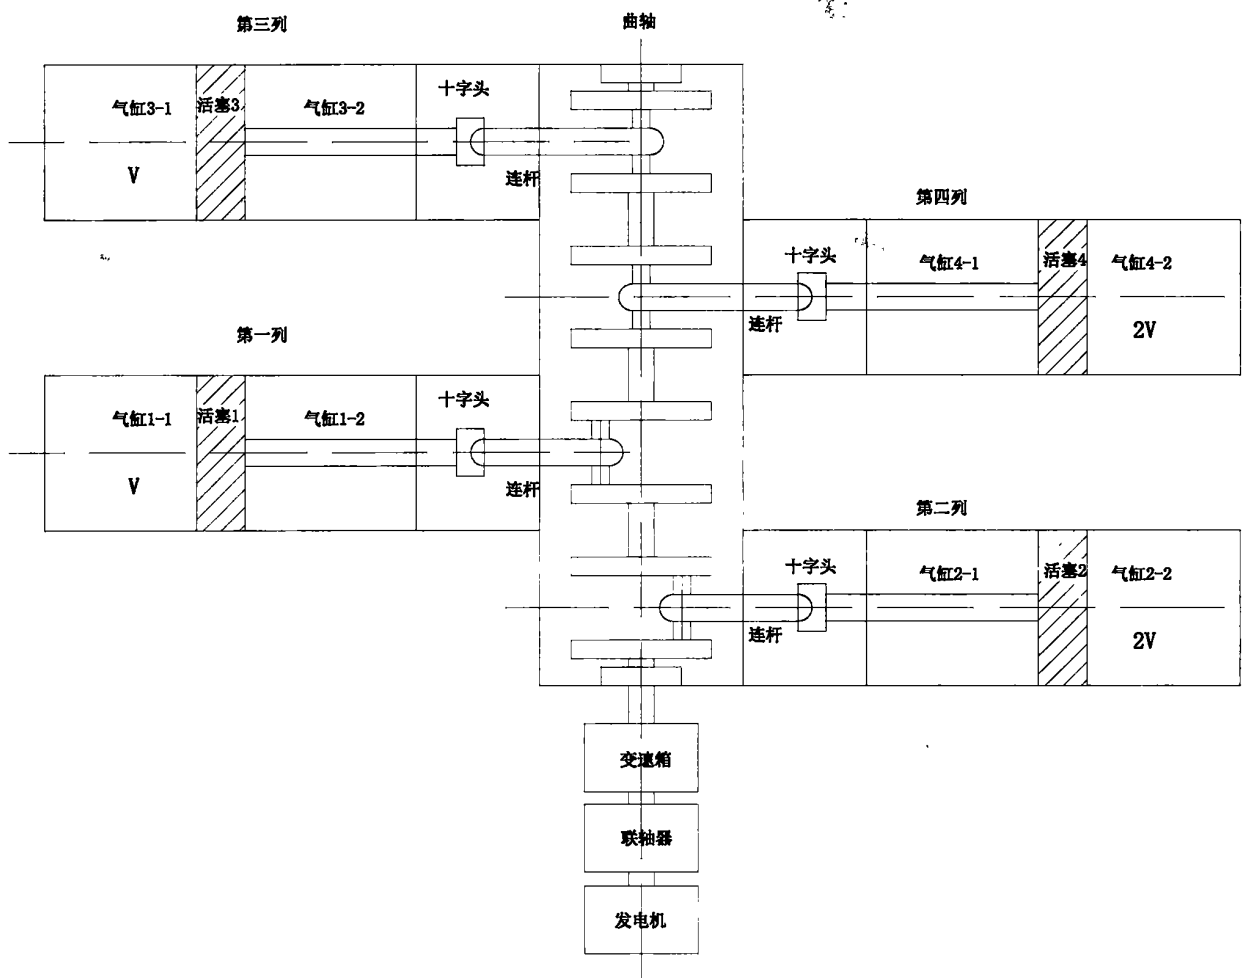 第三列
曲轴
气缸3-1
活塞3
气缸3-2
十字头
连杆
V
第四列
十字头
气缸4-1
活塞4
气缸4-2
连杆
2V
第一列
气缸1-1
活塞1
气缸1-2
十字头
连杆
V
第二列
十字头
气缸2-1
活塞2
气缸2-2
连杆
2V
变速箱
联轴器
发电机